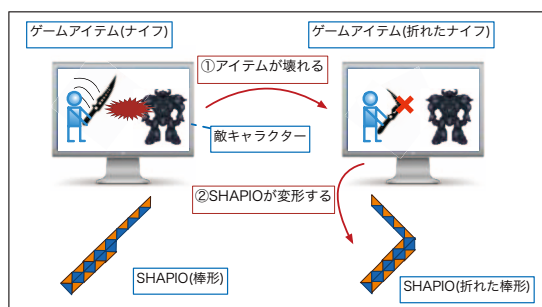 ゲームアイテム(ナイフ)
ゲームアイテム(折れたナイフ)
①アイテムが壊れる
敵キャラクター
②SHAPIOが変形する
SHAPIO(棒形)
SHAPIO(折れた棒形)